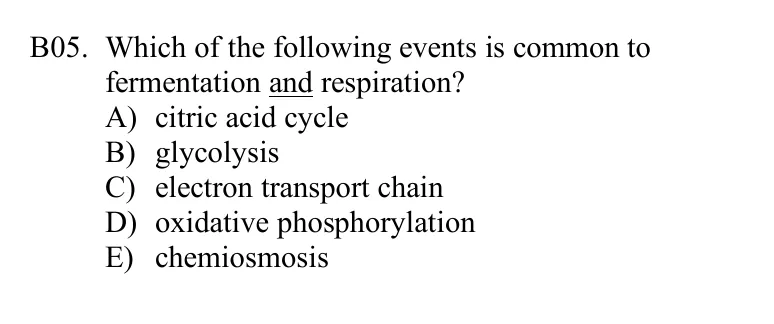 B05. Which of the following events is common to
fermentation and respiration?
A) citric acid cycle
B) glycolysis
C) electron transport chain
D) oxidative phosphorylation
E) chemiosmosis